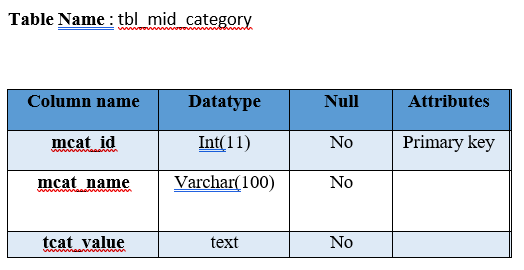 Table Name : tbl_mid_category
Column name Datatype Null Attributes
mcat_id Int(11) No Primary key
mcat_name Varchar(100) No
tcat_value text No